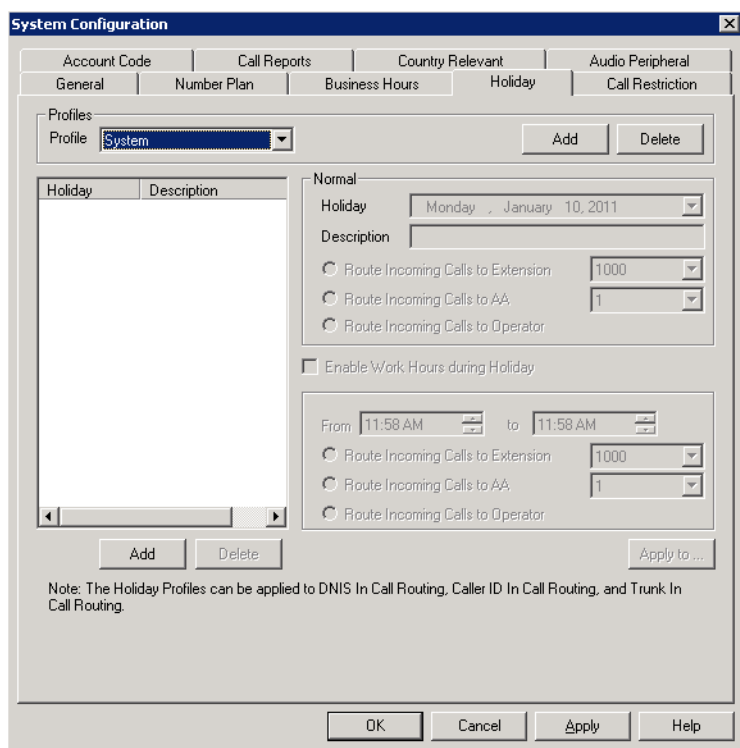 System Configuration
Account Code
Call Reports
Country Relevant
Audio Peripheral
General
Number Plan
Business Hours
Holiday
Call Restriction
Profiles
Profile
System
Add
Delete
Holiday
Description
Normal
Holiday
Monday , January 10, 2011
Description
Route Incoming Calls to Extension
1000
Route Incoming Calls to AA
1
Route Incoming Calls to Operator
Enable Work Hours during Holiday
From
11:58 AM
to
11:58 AM
Route Incoming Calls to Extension
1000
Route Incoming Calls to AA
1
Route Incoming Calls to Operator
Add
Delete
Apply to ...
Note: The Holiday Profiles can be applied to DNIS In Call Routing, Caller ID In Call Routing, and Trunk In
Call Routing.
OK
Cancel
Apply
Help